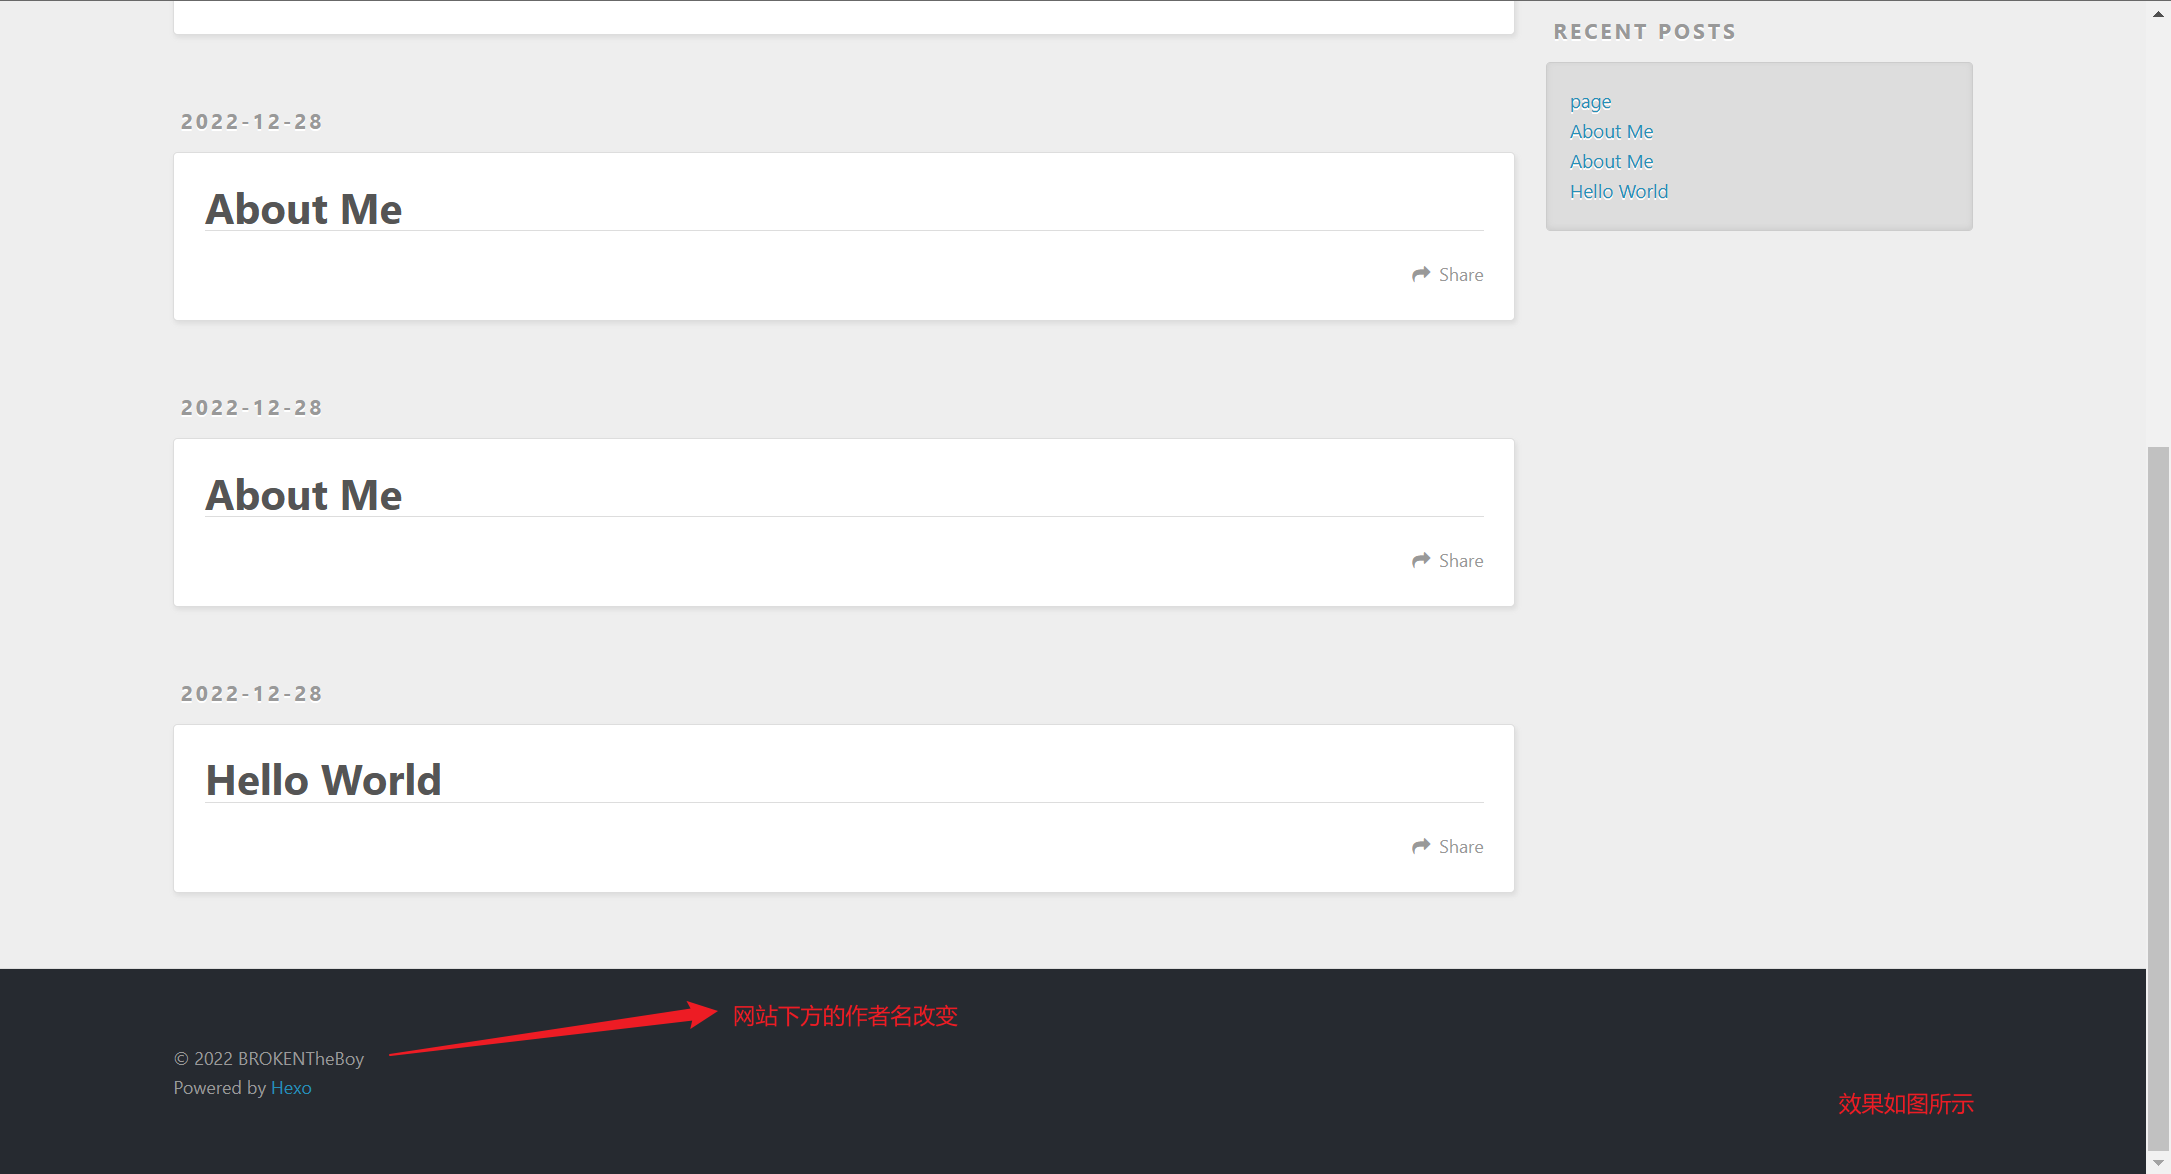 2022-12-28
About Me
Share
2022-12-28
About Me
Share
2022-12-28
Hello World
Share
RECENT POSTS
page
About Me
About Me
Hello World
网站下方的作者名改变
© 2022 BROKENTheBoy
Powered by Hexo
效果如图所示